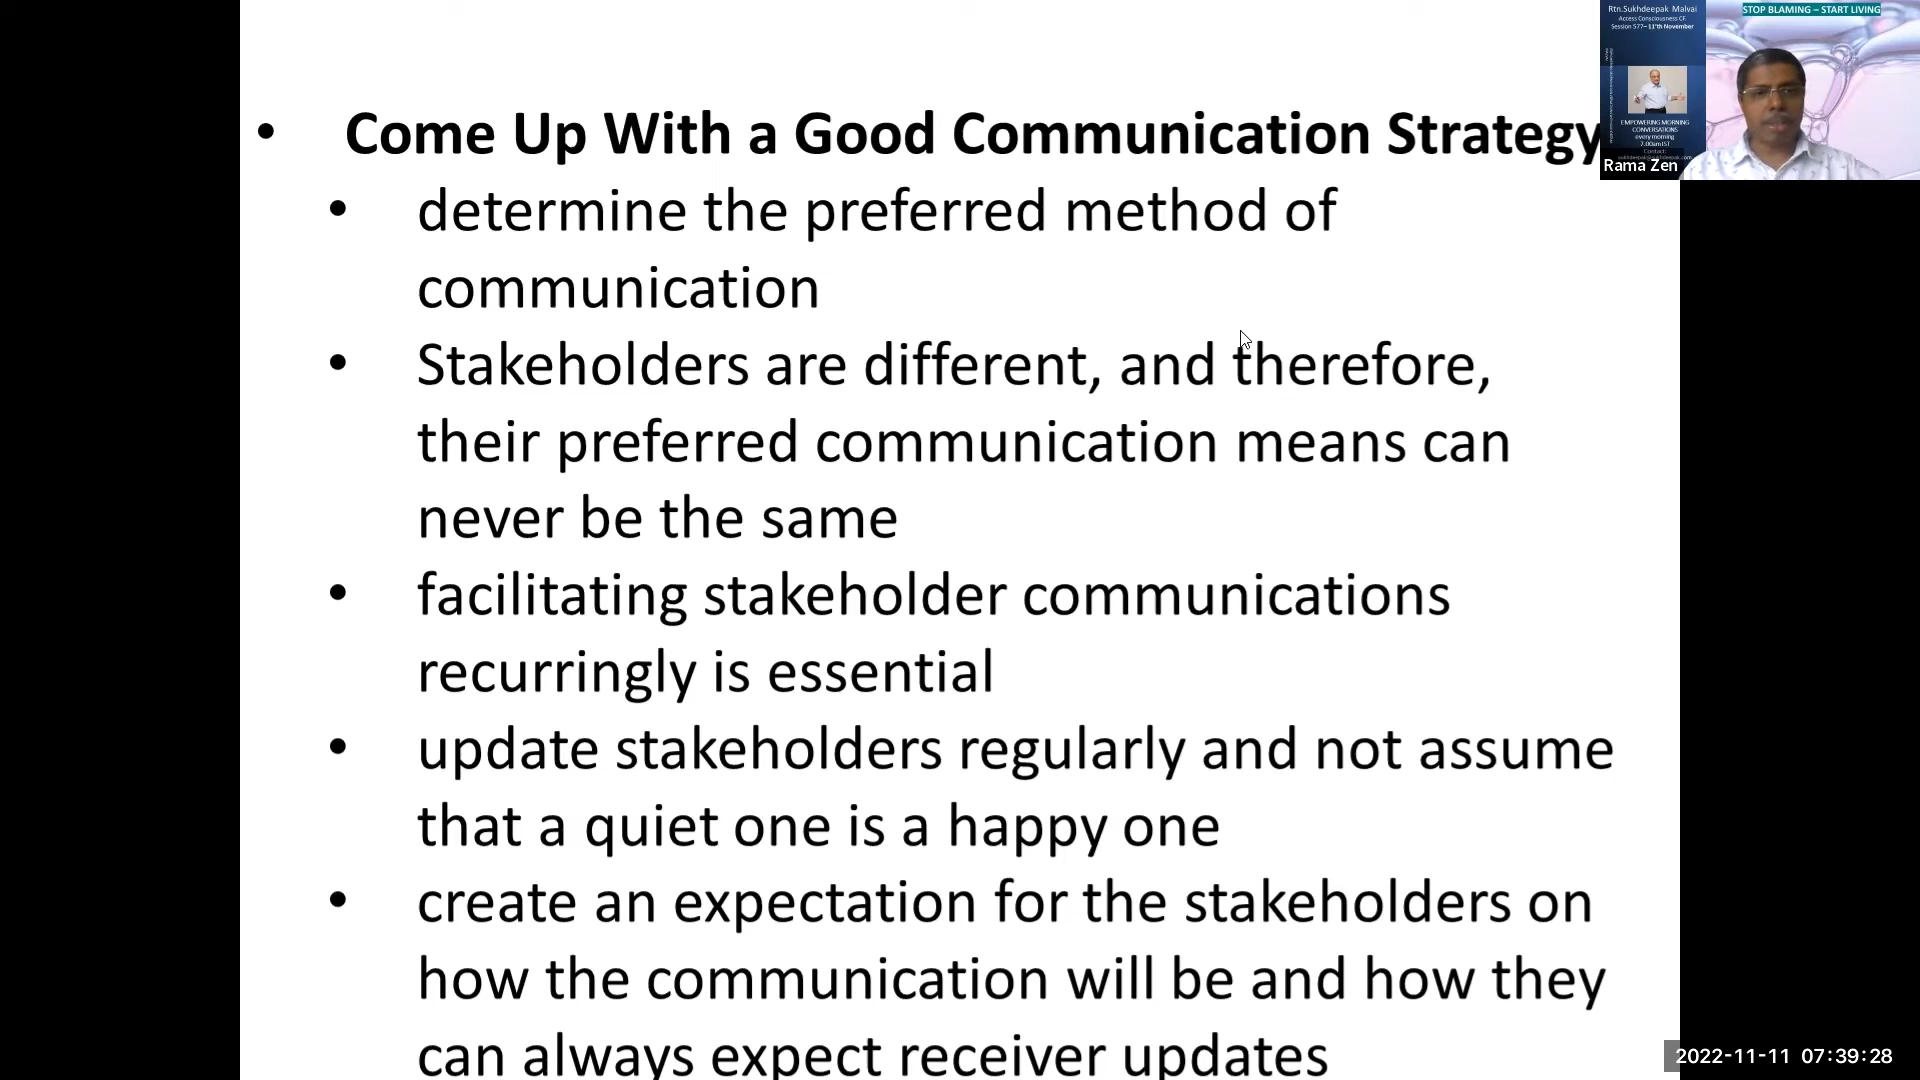 • Come Up With a Good Communication Strategy
• determine the preferred method of
communication
• Stakeholders are different, and therefore,
their preferred communication means can
never be the same
• facilitating stakeholder communications
recurringly is essential
• update stakeholders regularly and not assume
that a quiet one is a happy one
• create an expectation for the stakeholders on
how the communication will be and how they
can always expect receiver updates
Rtn.Sukhdeepak Malvai
Access Consciousness CF
Session 577– 11'th November
EMPOWERING MORNING
CONVERSATIONS
every morning
7.00am IST
Contact:
Rama Zen
STOP BLAMING – START LIVING
2022-11-11 07:39:28